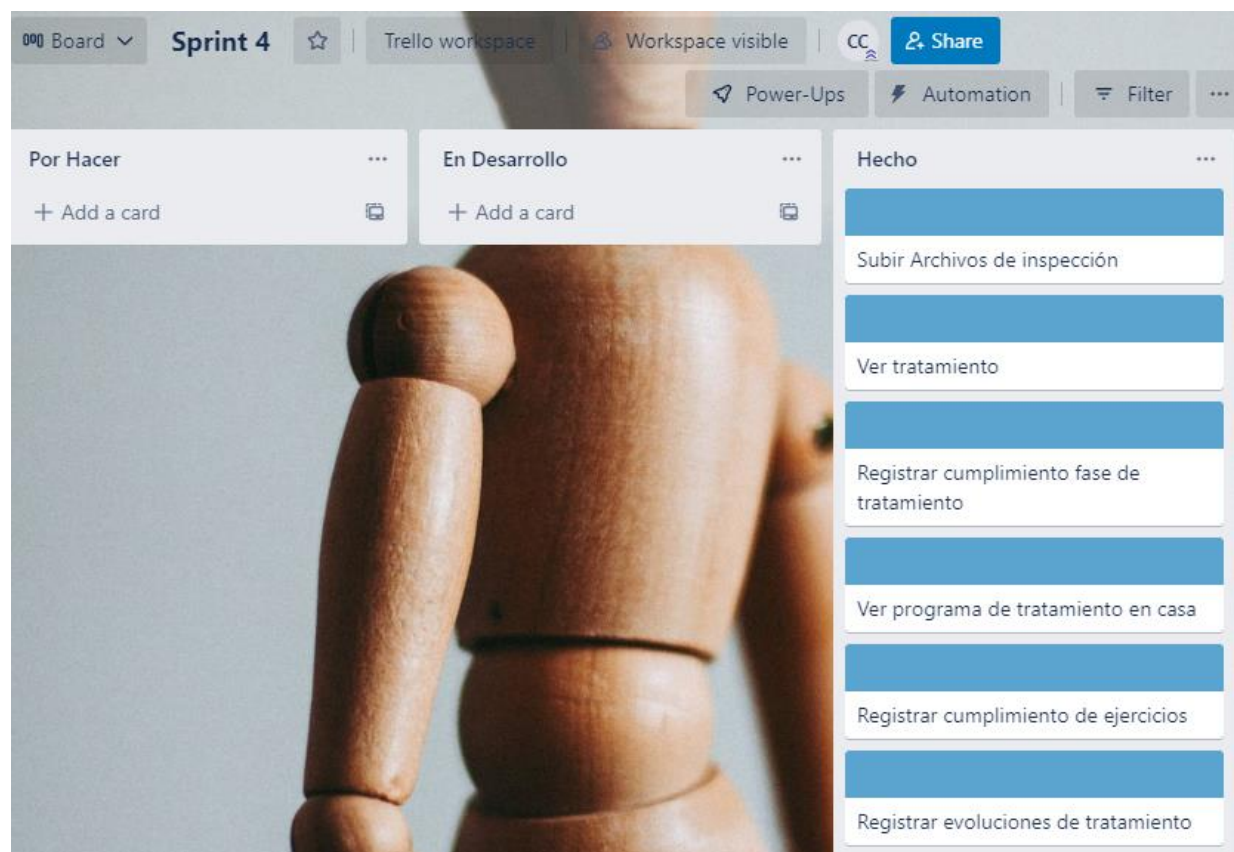 Board
Sprint 4
Trello workspace
Workspace visible
CC
Share
Power-Ups
Automation
Filter
Por Hacer
+ Add a card
En Desarrollo
+ Add a card
Hecho
Subir Archivos de inspección
Ver tratamiento
Registrar cumplimiento fase de
tratamiento
Ver programa de tratamiento en casa
Registrar cumplimiento de ejercicios
Registrar evoluciones de tratamiento